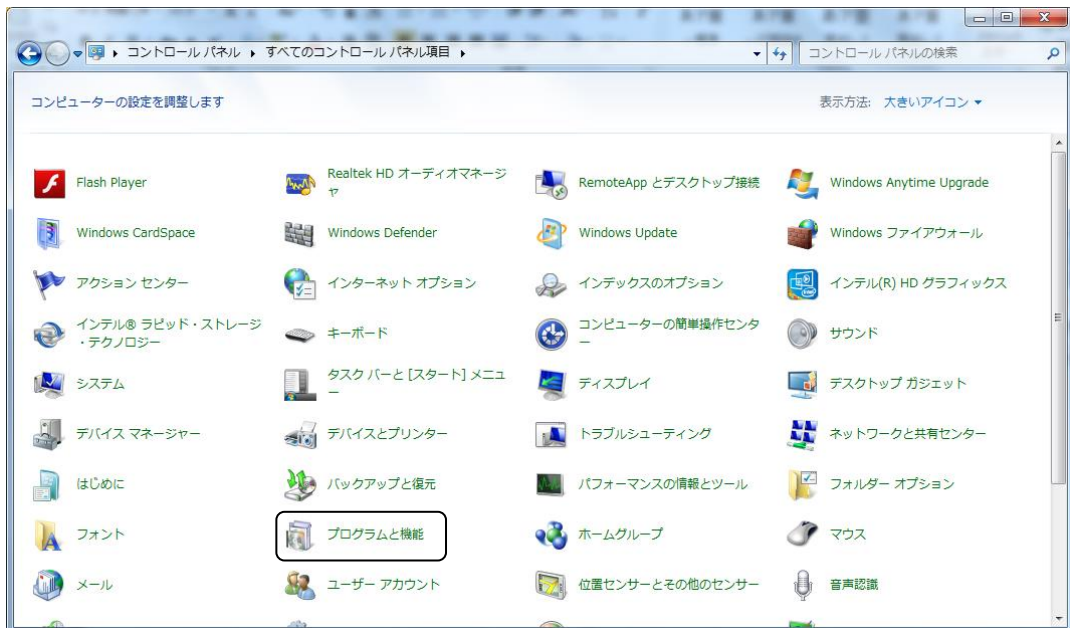 コントロール パネル ▸ すべてのコントロール パネル項目 ▸
コントロール パネルの検索
コンピューターの設定を調整します
表示方法: 大きいアイコン
Flash Player
Realtek HD オーディオマネージ
ャ
RemoteApp とデスクトップ接続
Windows Anytime Upgrade
Windows CardSpace
Windows Defender
Windows Update
Windows ファイアウォール
アクション センター
インターネット オプション
インデックスのオプション
インテル(R) HD グラフィックス
インテル® ラピッド・ストレージ
・テクノロジー
キーボード
コンピューターの簡単操作センタ
ー
サウンド
システム
タスク バーと [スタート] メニュ
ー
ディスプレイ
デスクトップ ガジェット
デバイス マネージャー
デバイスとプリンター
トラブルシューティング
ネットワークと共有センター
はじめに
バックアップと復元
パフォーマンスの情報とツール
フォルダー オプション
フォント
プログラムと機能
ホームグループ
マウス
メール
ユーザー アカウント
位置センサーとその他のセンサー
音声認識